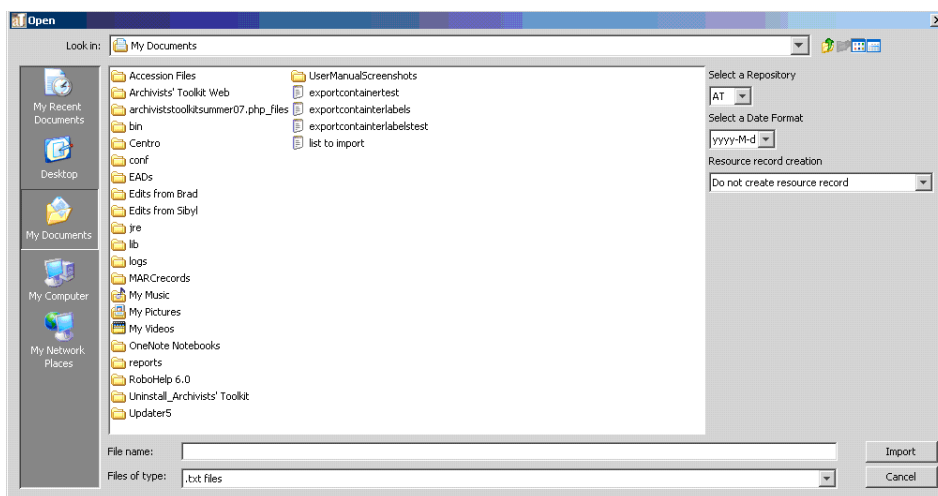 Open
Look in:
My Documents
My Recent
Documents
Desktop
My Documents
My Computer
My Network
Places
Accession Files
Archivists' Toolkit Web
archiviststoolkitsummer07.php_files
bin
Centro
conf
EADs
Edits from Brad
Edits from Sibyl
jre
lib
logs
MARCrecords
My Music
My Pictures
My Videos
OneNote Notebooks
reports
RoboHelp 6.0
Uninstall_Archivists' Toolkit
Updater5
UserManualScreenshots
exportcontainertest
exportcontainterlabels
exportcontainterlabelstest
list to import
Select a Repository
AT
Select a Date Format
yyyy-M-d
Resource record creation
Do not create resource record
File name:
Import
Files of type:
.txt files
Cancel